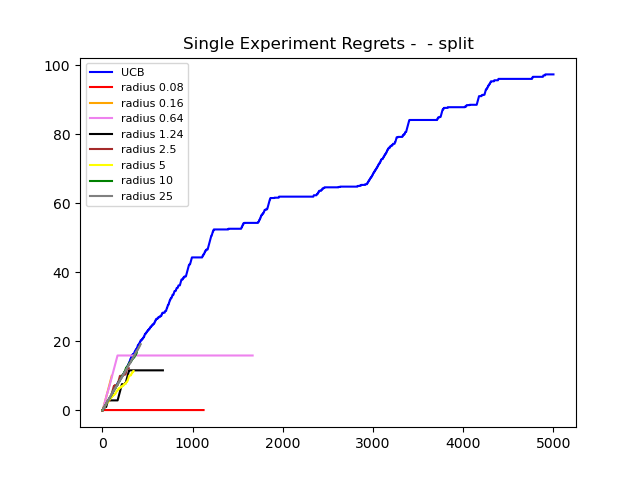 Single Experiment Regrets -  - split
100
80
60
40
20
0
UCB
radius 0.08
radius 0.16
radius 0.64
radius 1.24
radius 2.5
radius 5
radius 10
radius 25
0 1000 2000 3000 4000 5000